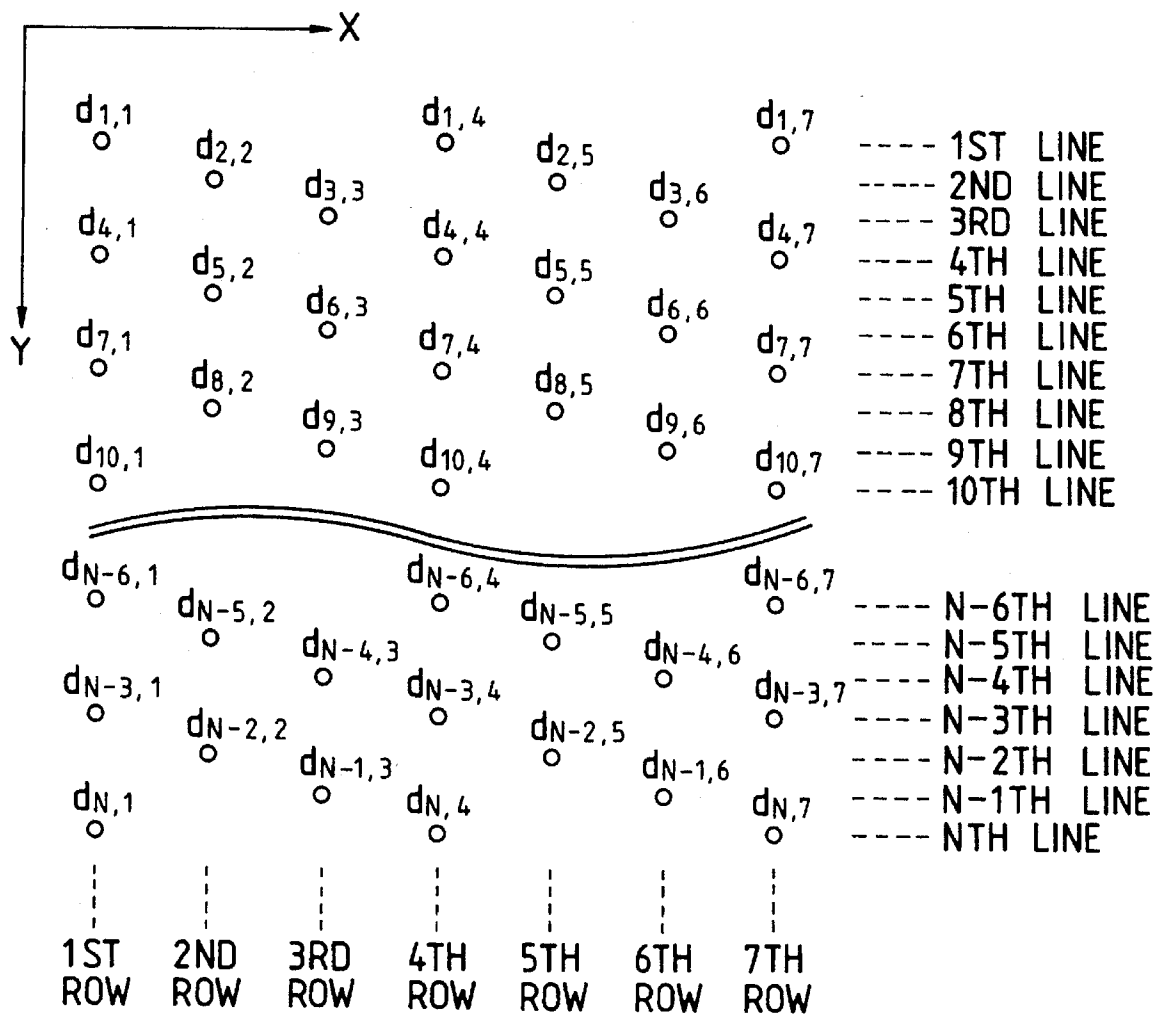 X
Y
d1,1 d1,4 d1,7
1ST LINE
d2,2 d2,5
2ND LINE
d3,3 d3,6
3RD LINE
d4,1 d4,4 d4,7
4TH LINE
d5,2 d5,5
5TH LINE
d6,3 d6,6
6TH LINE
d7,1 d7,4 d7,7
7TH LINE
d8,2 d8,5
8TH LINE
d9,3 d9,6
9TH LINE
d10,1 d10,4 d10,7
10TH LINE
dN-6,1 dN-6,4 dN-6,7
N-6TH LINE
dN-5,2 dN-5,5
N-5TH LINE
dN-4,3 dN-4,6
N-4TH LINE
dN-3,1 dN-3,4 dN-3,7
N-3TH LINE
dN-2,2 dN-2,5
N-2TH LINE
dN-1,3 dN-1,6
N-1TH LINE
dN,1 dN,4 dN,7
NTH LINE
1ST ROW
2ND ROW
3RD ROW
4TH ROW
5TH ROW
6TH ROW
7TH ROW